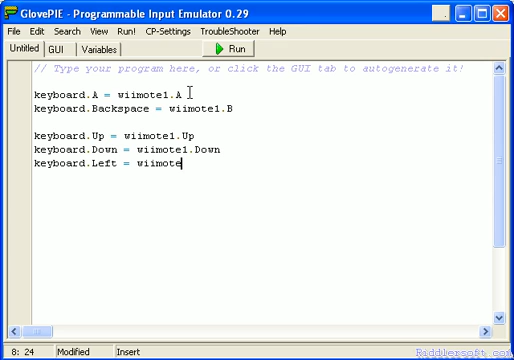 GlovePIE - Programmable Input Emulator 0.29
File Edit Search View Run! CP-Settings TroubleShooter Help
Untitled GUI Variables Run
// Type your program here, or click the GUI tab to autogenerate it!
keyboard.A = wiimote1.A
keyboard.Backspace = wiimote1.B
keyboard.Up = wiimote1.Up
keyboard.Down = wiimote1.Down
keyboard.Left = wiimote
8: 24 Modified Insert
Riddlersoft.com